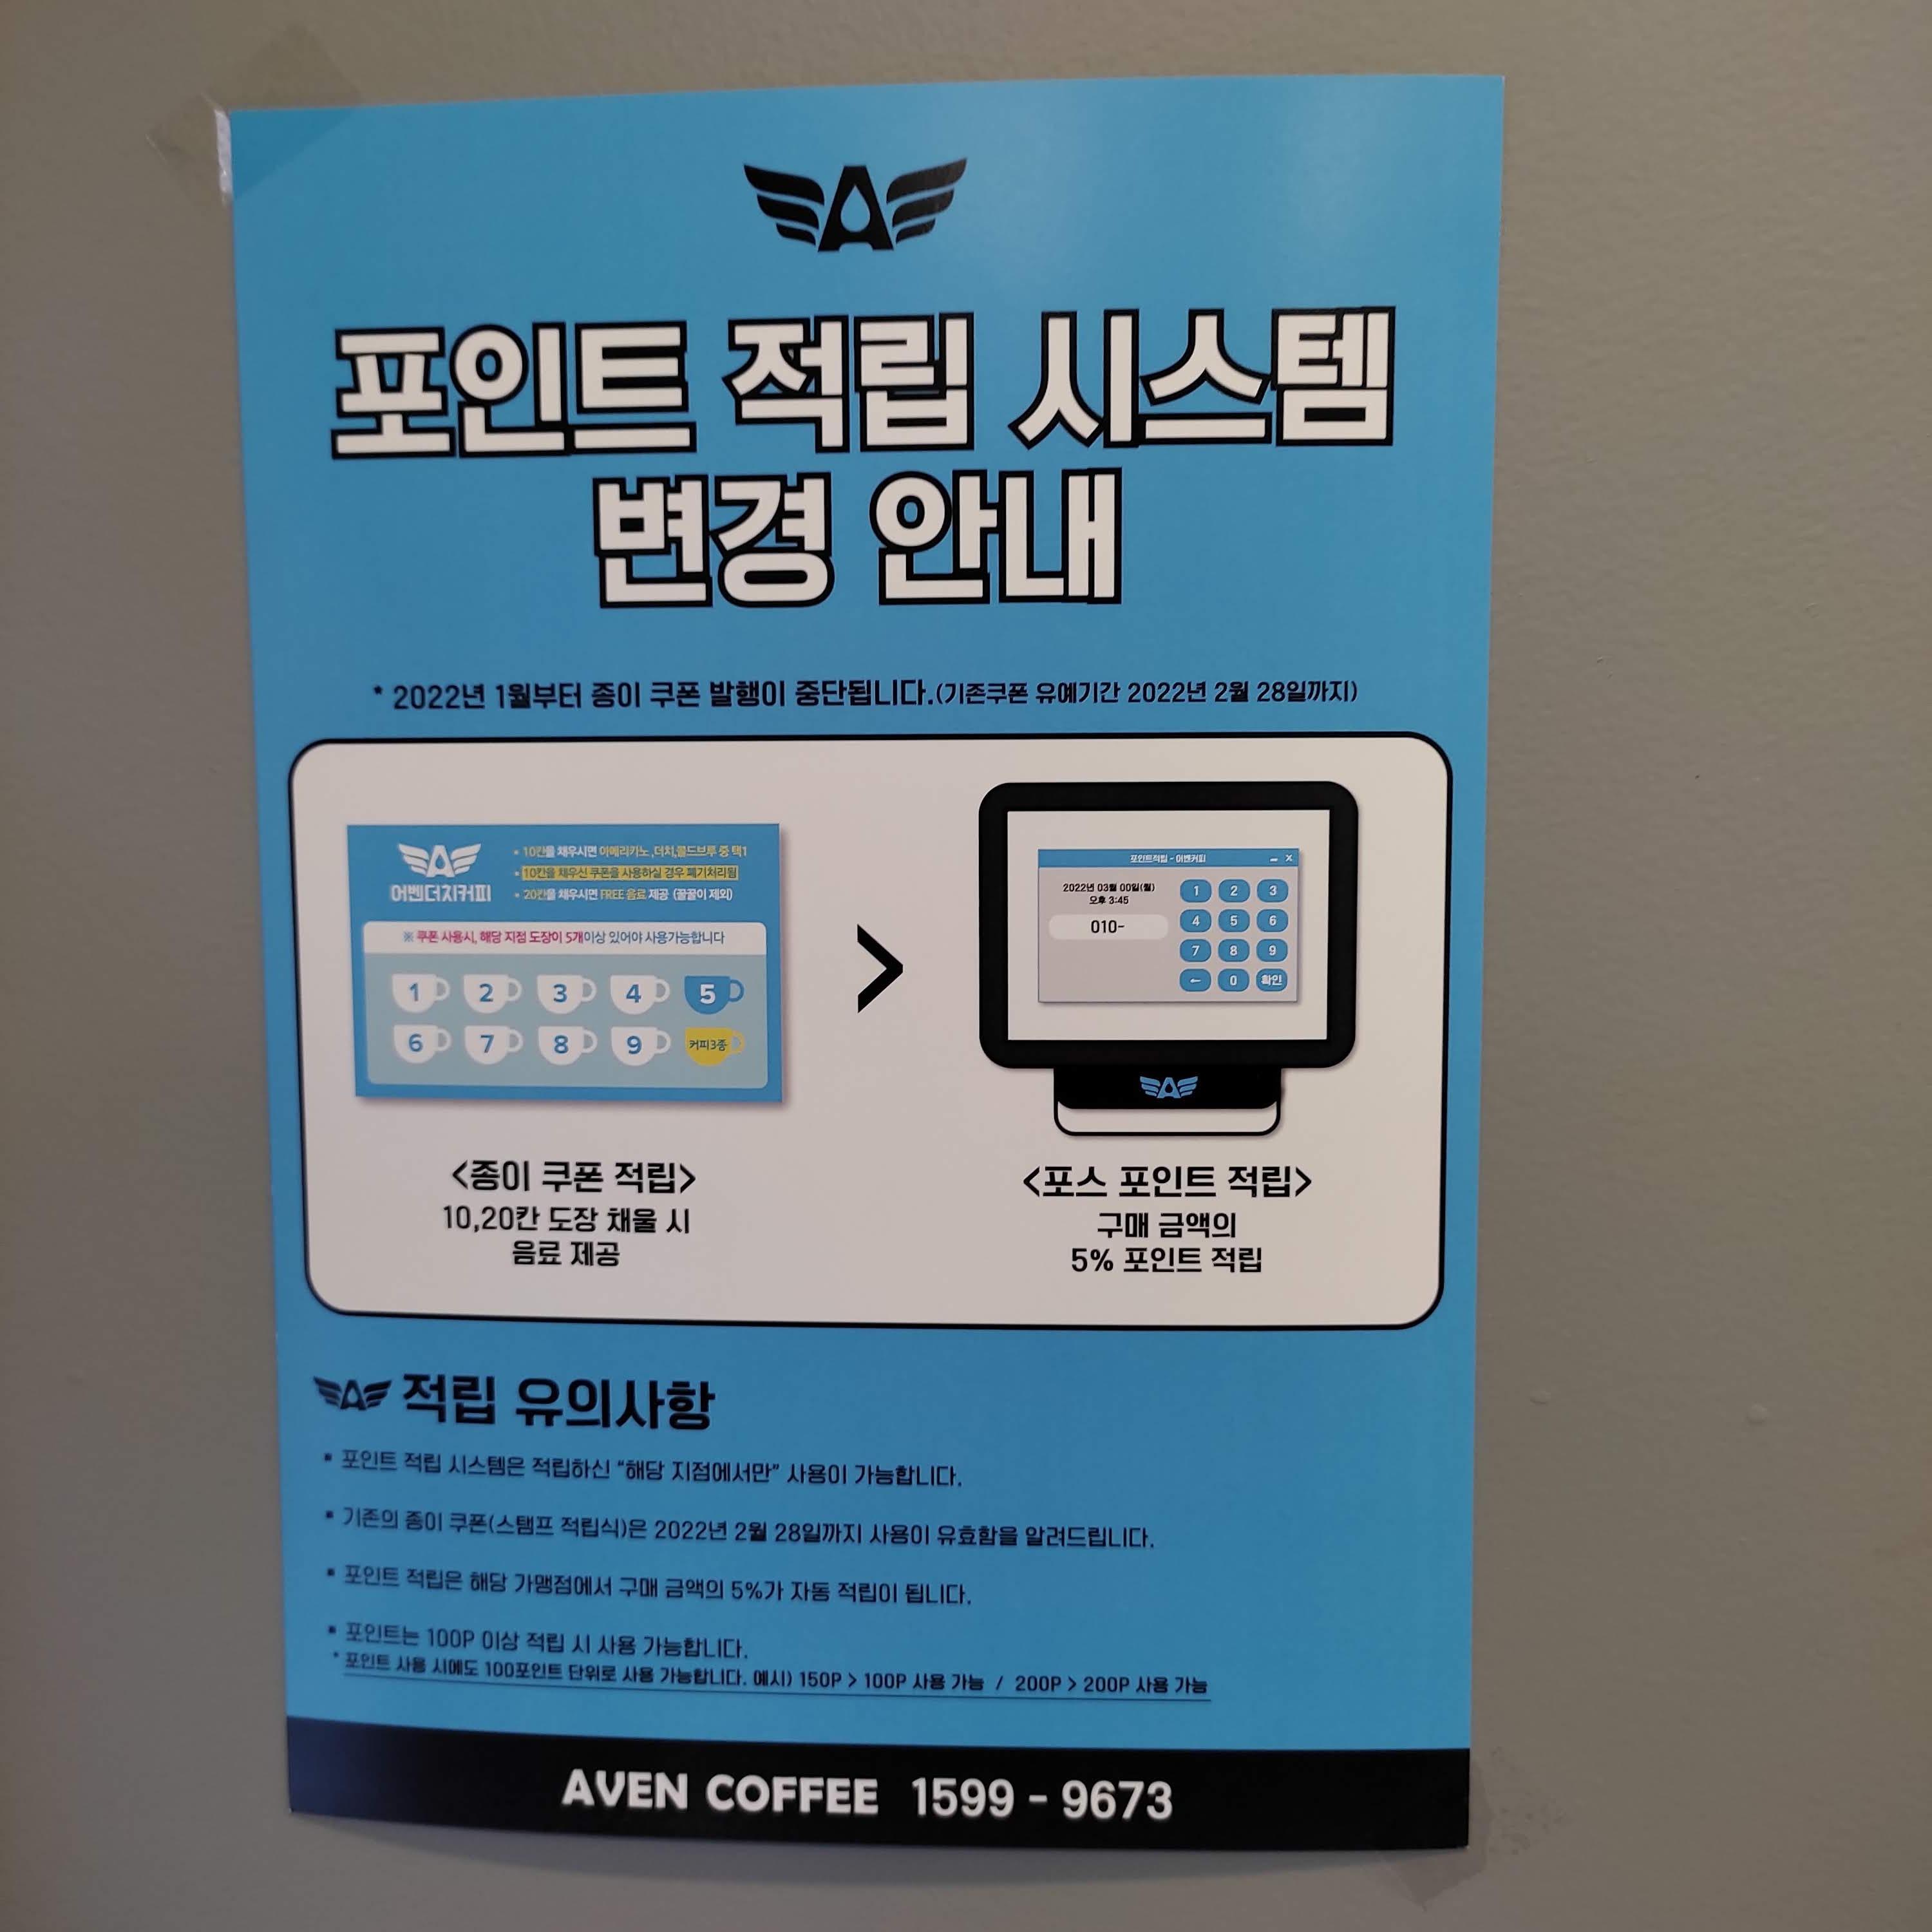 포인트 적립 시스템
변경 안내
* 2022년 1월부터 종이 쿠폰 발행이 중단됩니다.(기존쿠폰 유예기간 2022년 2월 28일까지)
어벤더치커피
• 10칸을 채우시면 아메리카노,더치,콜드브루 중 택1
• 10칸을 채우신 쿠폰을 사용하실 경우 폐기처리됨
• 20칸을 채우시면 FREE 음료 제공 (꿀꿀이 제외)
※ 쿠폰 사용시, 해당 지점 도장이 5개이상 있어야 사용가능합니다
1 2 3 4 5
6 7 8 9 커피3종
>
포인트적립 - 어벤커피
2022년 03월 00일(월)
오후 3:45
010-
1 2 3
4 5 6
7 8 9
← 0 확인
<종이 쿠폰 적립>
10,20칸 도장 채울 시
음료 제공
<포스 포인트 적립>
구매 금액의
5% 포인트 적립
적립 유의사항
▪ 포인트 적립 시스템은 적립하신 “해당 지점에서만” 사용이 가능합니다.
▪ 기존의 종이 쿠폰(스탬프 적립식)은 2022년 2월 28일까지 사용이 유효함을 알려드립니다.
▪ 포인트 적립은 해당 가맹점에서 구매 금액의 5%가 자동 적립이 됩니다.
▪ 포인트는 100P 이상 적립 시 사용 가능합니다.
* 포인트 사용 시에도 100포인트 단위로 사용 가능합니다. 예시) 150P > 100P 사용 가능 / 200P > 200P 사용 가능
AVEN COFFEE 1599 - 9673